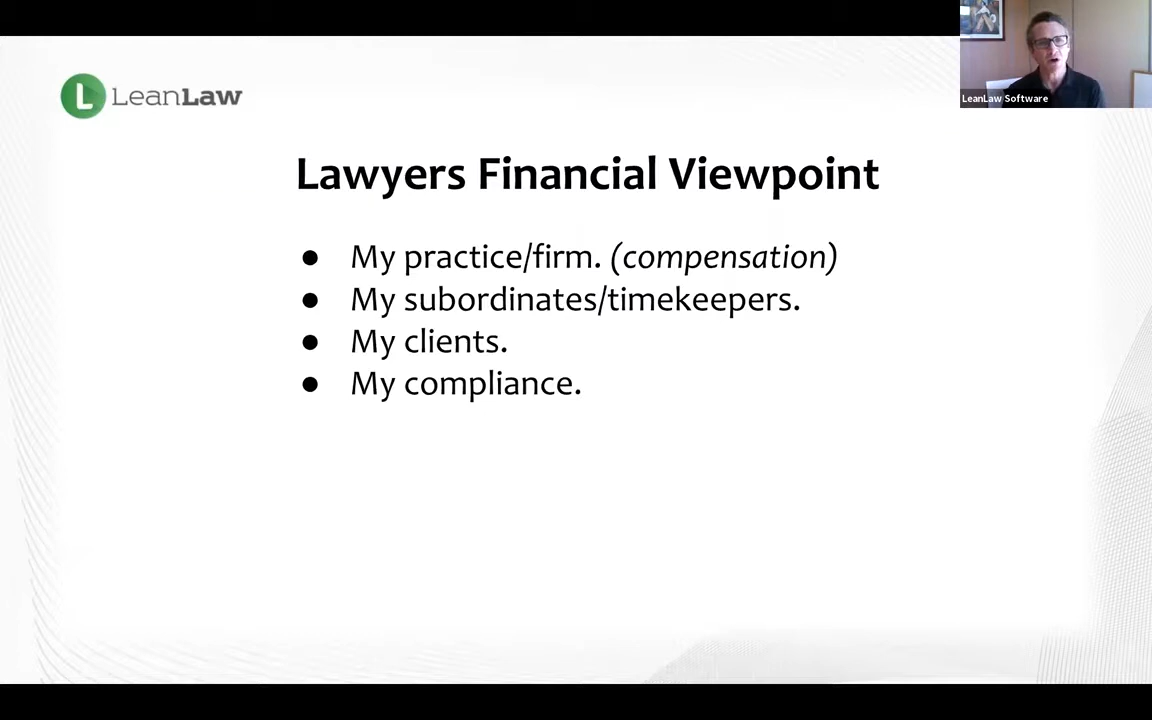 LeanLaw
LeanLaw Software
Lawyers Financial Viewpoint
● My practice/firm. (compensation)
● My subordinates/timekeepers.
● My clients.
● My compliance.